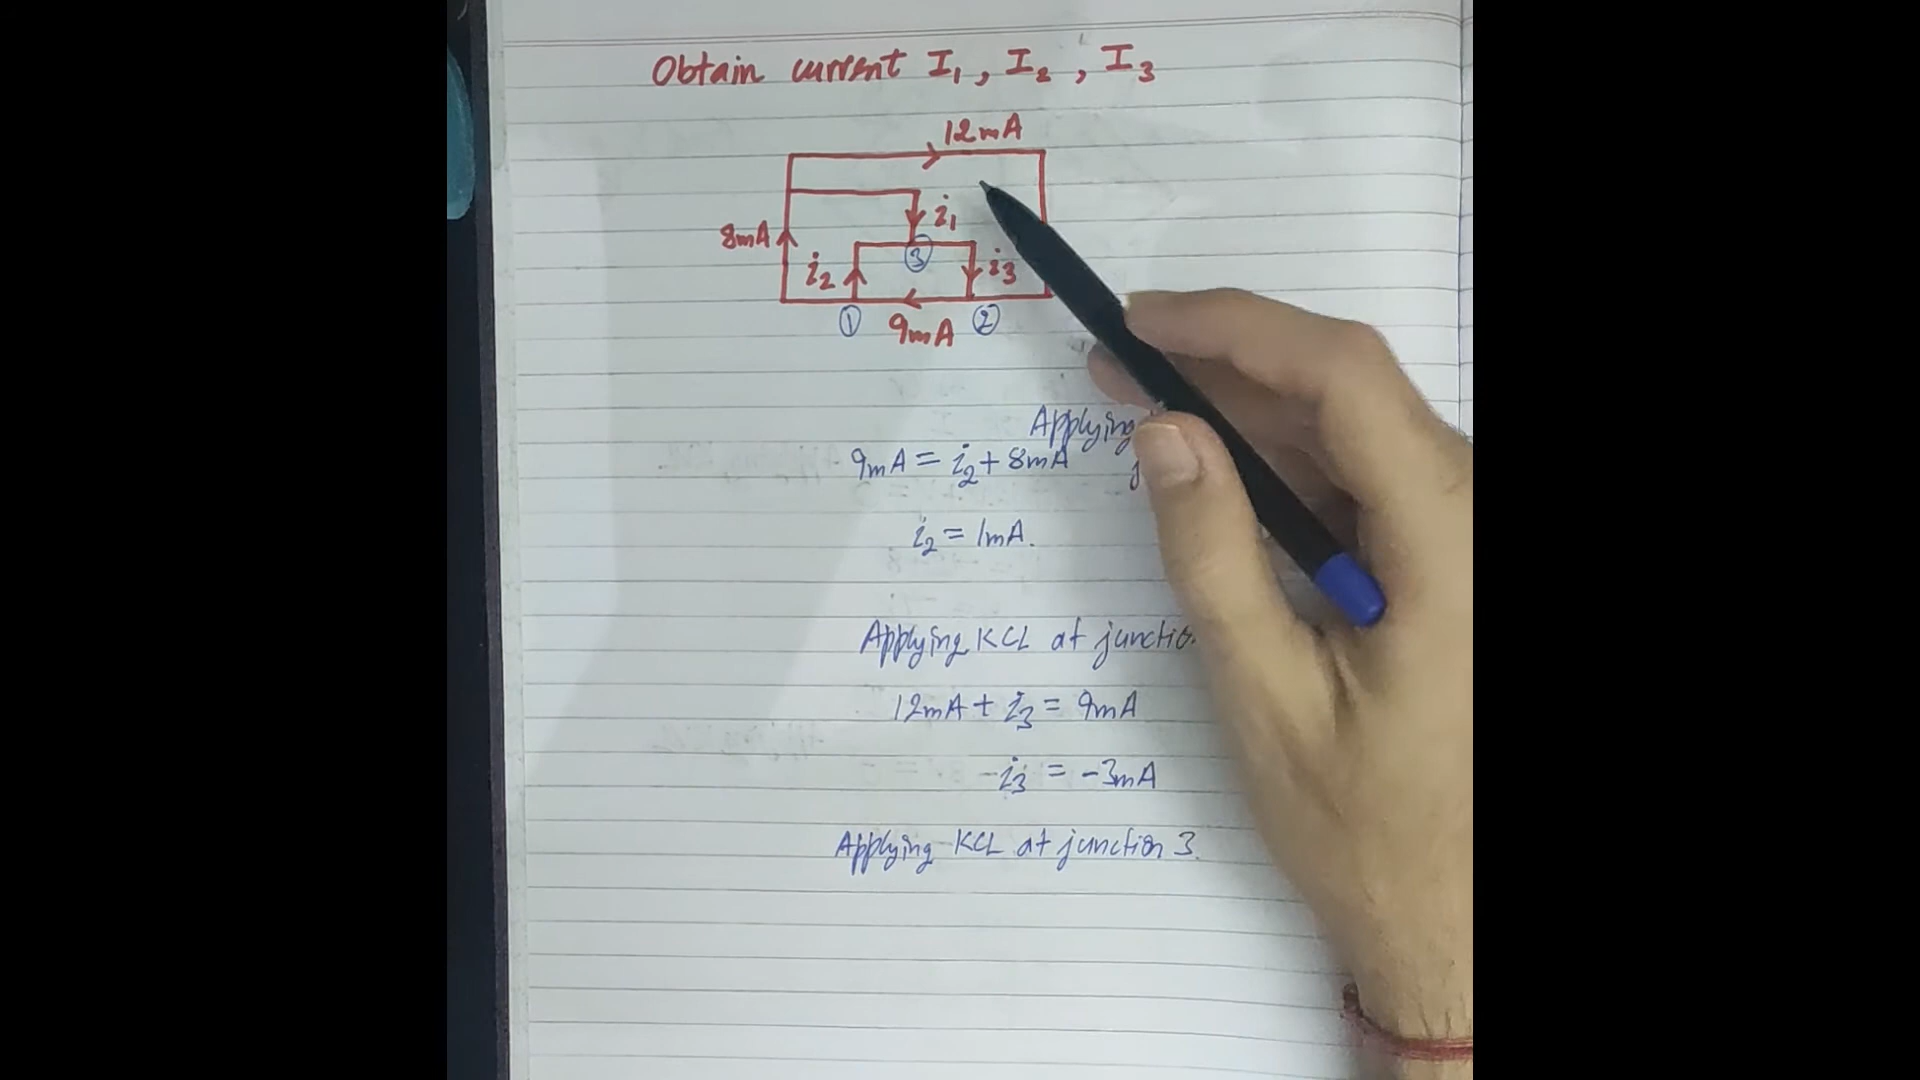 Obtain current I1, I2, I3
12mA
i1
8mA
3
i2
i3
1
9mA
2
Applying
9mA = i2 + 8mA
i2 = 1mA.
Applying KCL at
12mA + i3 = 9mA
i3 = -3mA
Applying KCL at junction 3.